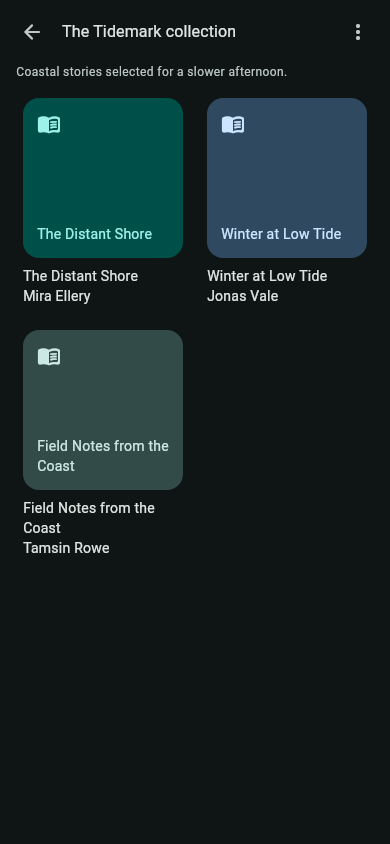 The Tidemark collection
Coastal stories selected for a slower afternoon.
The Distant Shore
Winter at Low Tide
The Distant Shore
Mira Ellery
Winter at Low Tide
Jonas Vale
Field Notes from the
Coast
Field Notes from the
Coast
Tamsin Rowe